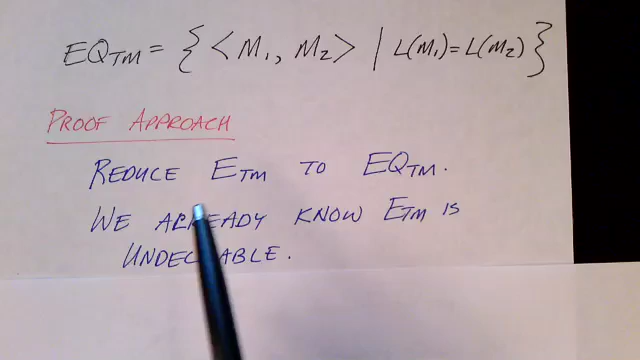 EQTM = { < M1, M2 > | L(M1) = L(M2) }
PROOF APPROACH
REDUCE ETM TO EQTM.
WE ALREADY KNOW ETM IS
UNDECIDABLE.